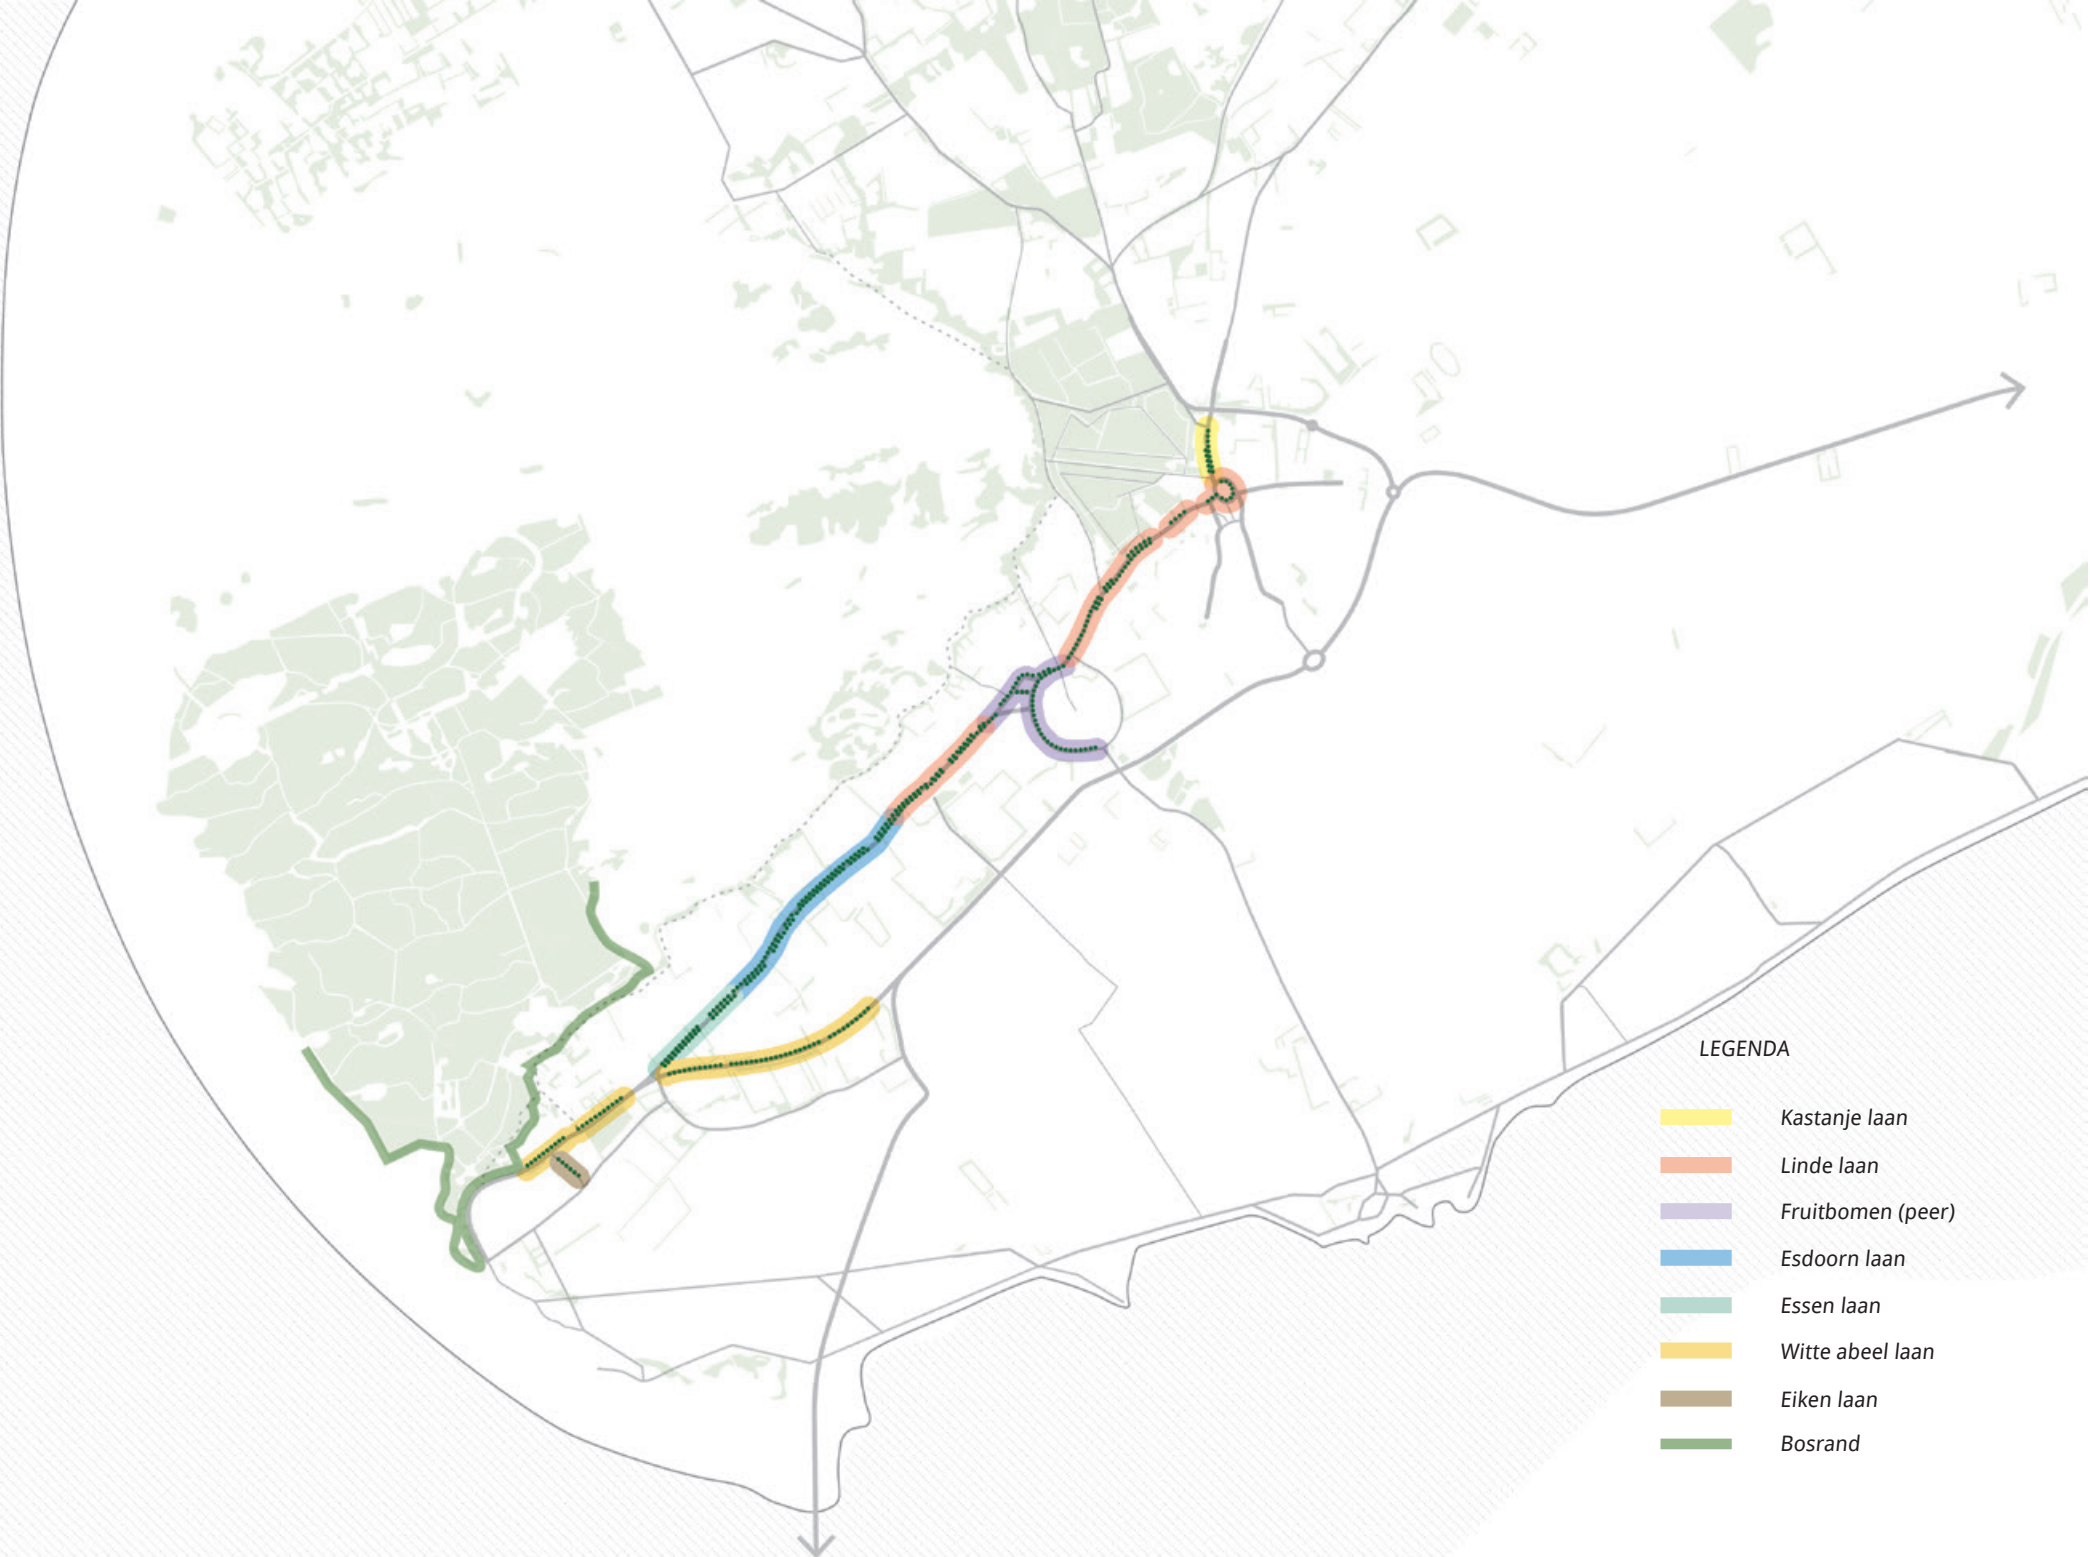 LEGENDA
Kastanje laan
Linde laan
Fruitbomen (peer)
Esdoorn laan
Essen laan
Witte abeel laan
Eiken laan
Bosrand